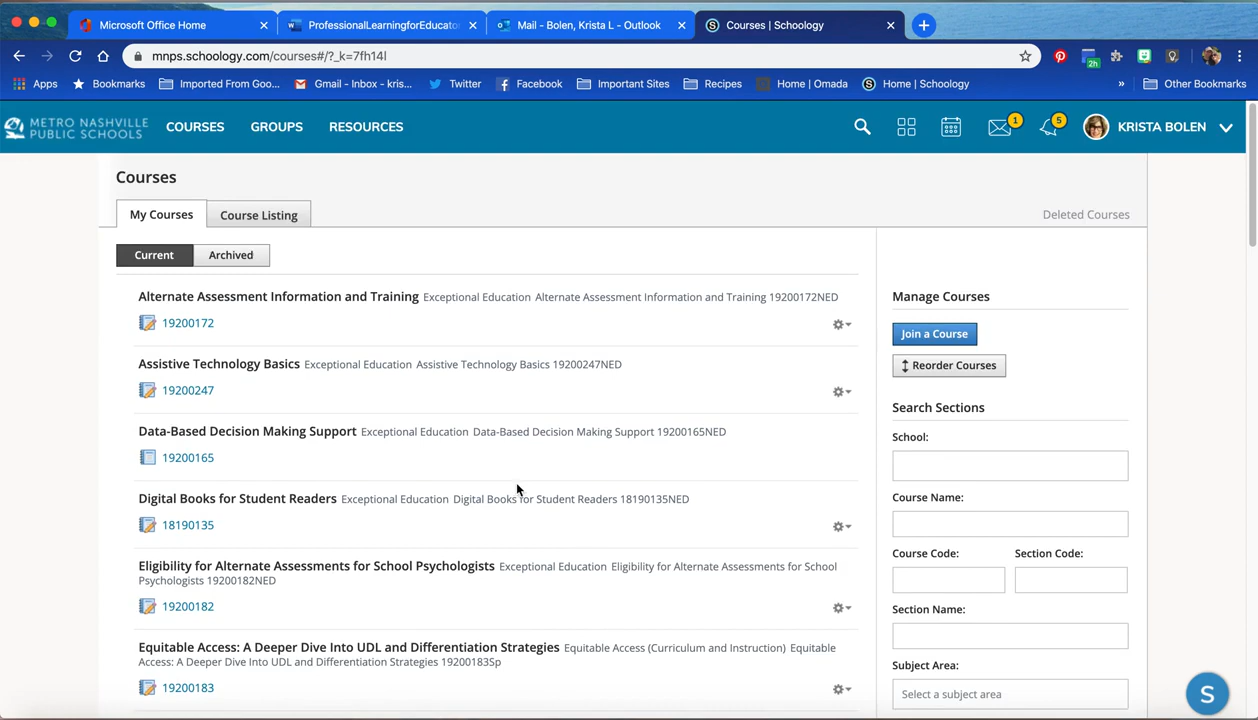 Microsoft Office Home
ProfessionalLearningforEducato
Mail - Bolen, Krista L - Outlook
Courses | Schoology
mnps.schoology.com/courses#/?_k=7fh14l
2h
Apps
Bookmarks
Imported From Goo...
Gmail - Inbox - kris...
Twitter
Facebook
Important Sites
Recipes
Home | Omada
Home | Schoology
» Other Bookmarks
METRO NASHVILLE
PUBLIC SCHOOLS
COURSES
GROUPS
RESOURCES
1
5
KRISTA BOLEN
Courses
My Courses
Course Listing
Deleted Courses
Current
Archived
Alternate Assessment Information and Training Exceptional Education Alternate Assessment Information and Training 19200172NED
19200172
Assistive Technology Basics Exceptional Education Assistive Technology Basics 19200247NED
19200247
Data-Based Decision Making Support Exceptional Education Data-Based Decision Making Support 19200165NED
19200165
Digital Books for Student Readers Exceptional Education Digital Books for Student Readers 18190135NED
18190135
Eligibility for Alternate Assessments for School Psychologists Exceptional Education Eligibility for Alternate Assessments for School
Psychologists 19200182NED
19200182
Equitable Access: A Deeper Dive Into UDL and Differentiation Strategies Equitable Access (Curriculum and Instruction) Equitable
Access: A Deeper Dive Into UDL and Differentiation Strategies 19200183Sp
19200183
Manage Courses
Join a Course
Reorder Courses
Search Sections
School:
Course Name:
Course Code:
Section Code:
Section Name:
Subject Area:
Select a subject area
S